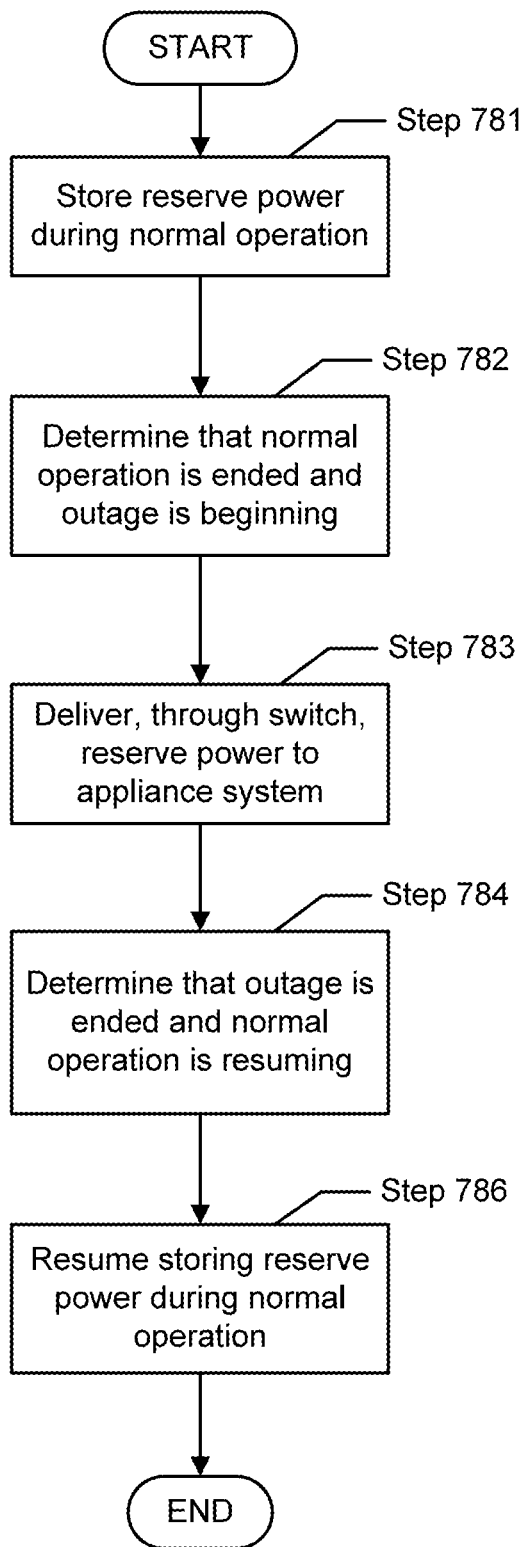 START
Step 781
Store reserve power
during normal operation
Step 782
Determine that normal
operation is ended and
outage is beginning
Step 783
Deliver, through switch,
reserve power to
appliance system
Step 784
Determine that outage is
ended and normal
operation is resuming
Step 786
Resume storing reserve
power during normal
operation
END